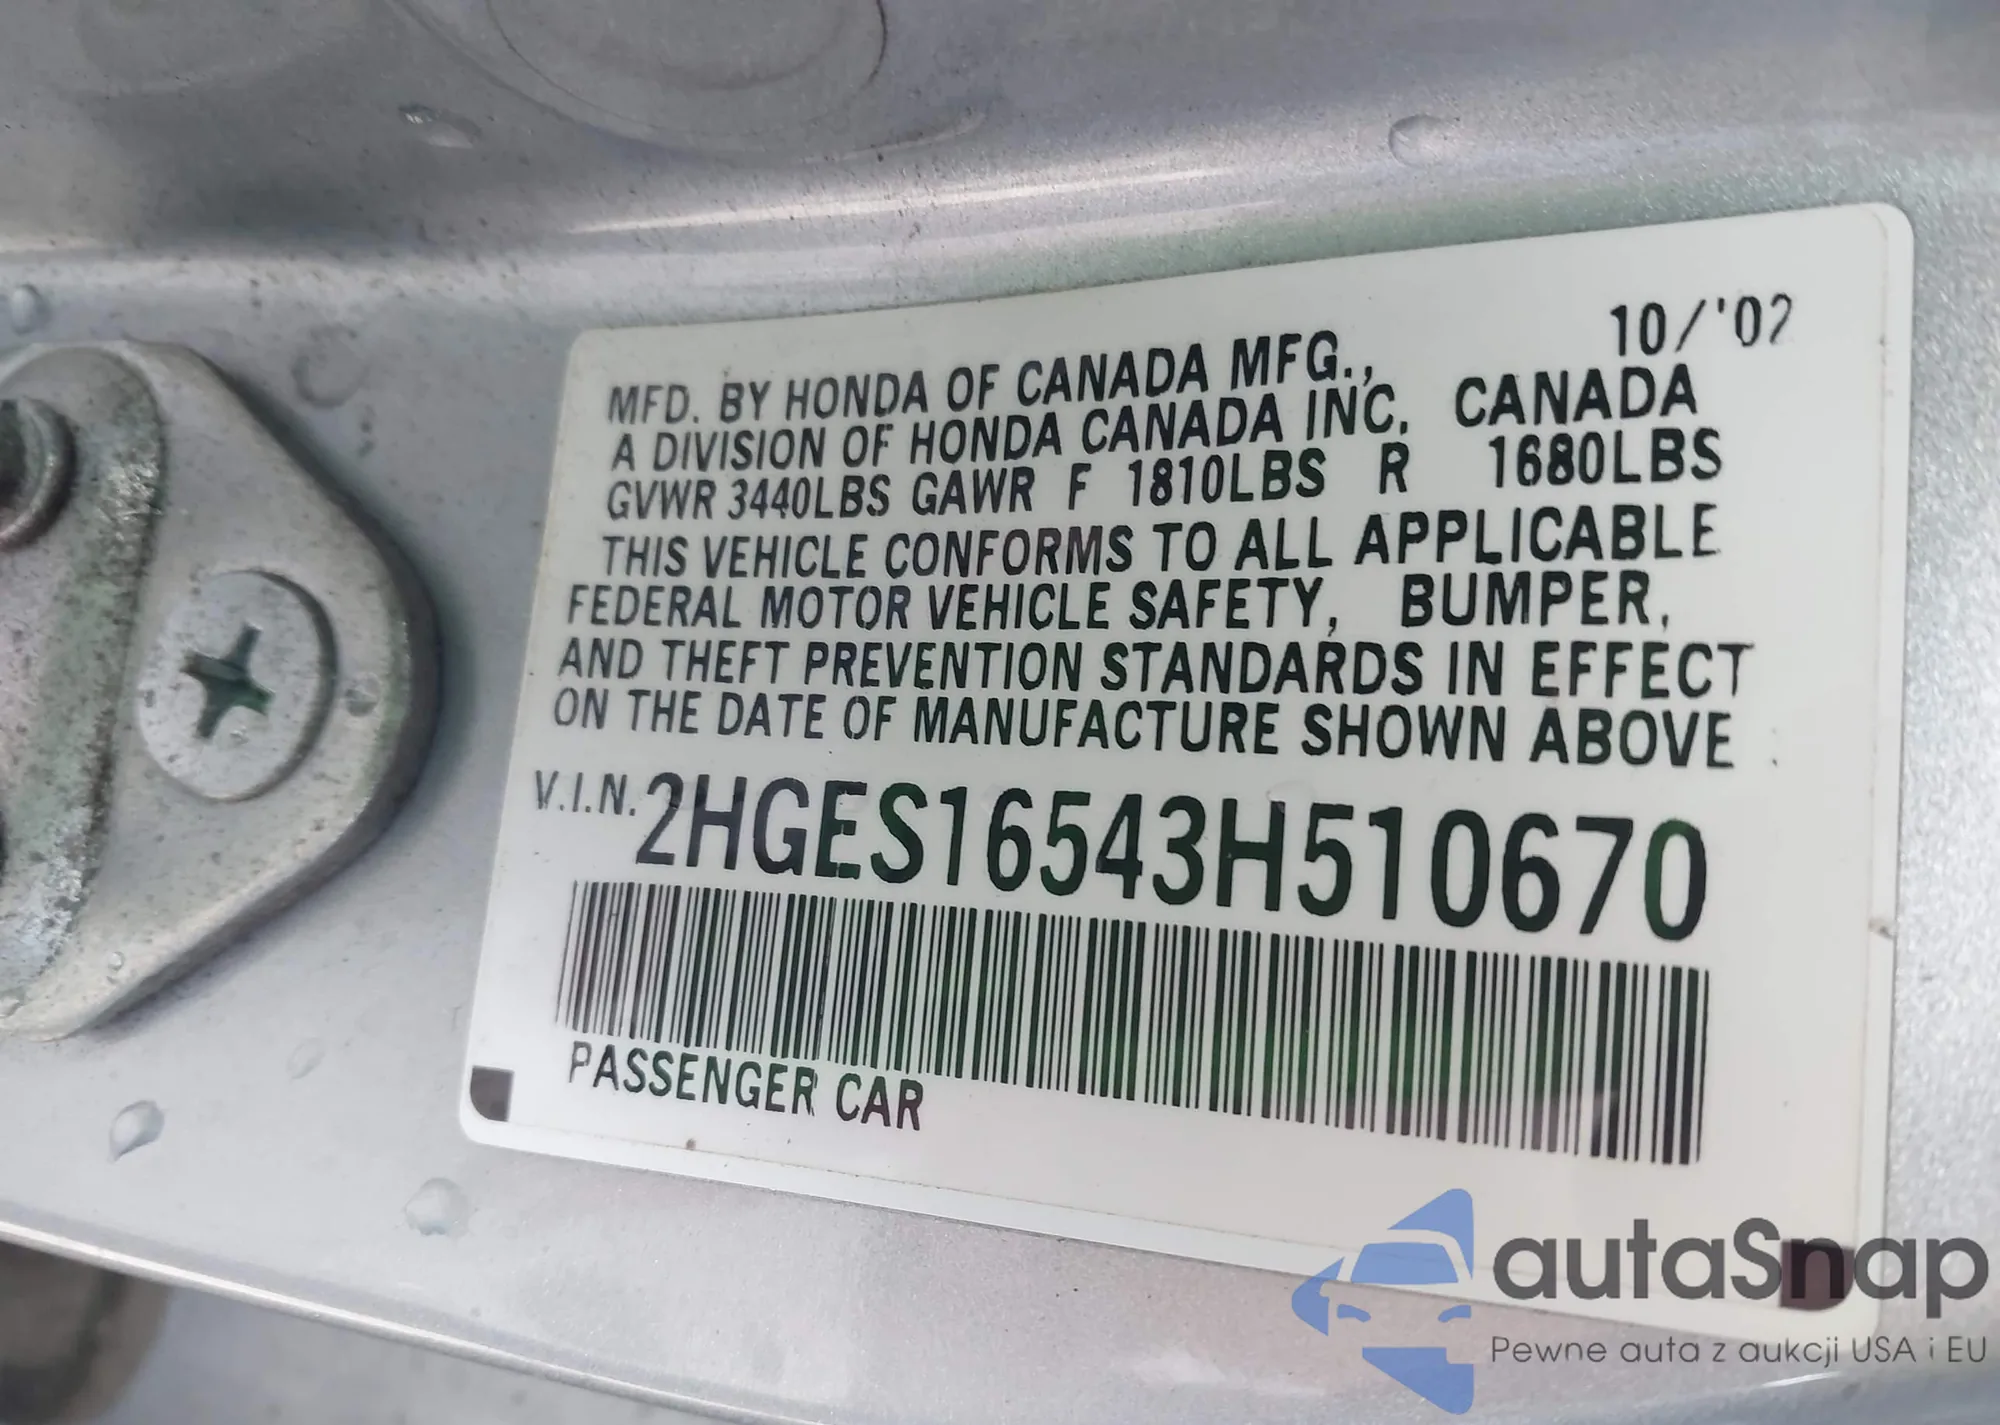 10/'02
MFD. BY HONDA OF CANADA MFG.,
A DIVISION OF HONDA CANADA INC. CANADA
GVWR 3440LBS GAWR F 1810LBS R 1680LBS
THIS VEHICLE CONFORMS TO ALL APPLICABLE
FEDERAL MOTOR VEHICLE SAFETY, BUMPER,
AND THEFT PREVENTION STANDARDS IN EFFECT
ON THE DATE OF MANUFACTURE SHOWN ABOVE.
V.I.N. 2HGES16543H510670
PASSENGER CAR
autaSnap
Pewne auta z aukcji USA i EU